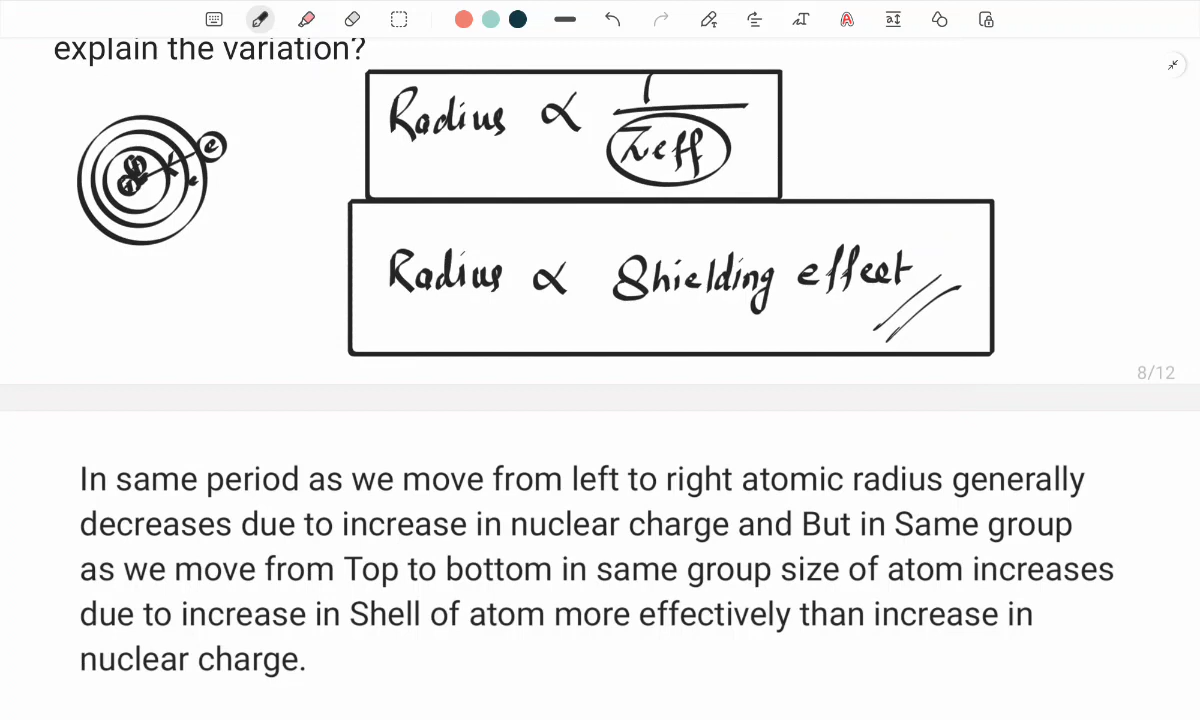 explain the variation?
Radius ∝ 1/Zeff
e
Radius ∝ Shielding effect
8/12
In same period as we move from left to right atomic radius generally
decreases due to increase in nuclear charge and But in Same group
as we move from Top to bottom in same group size of atom increases
due to increase in Shell of atom more effectively than increase in
nuclear charge.